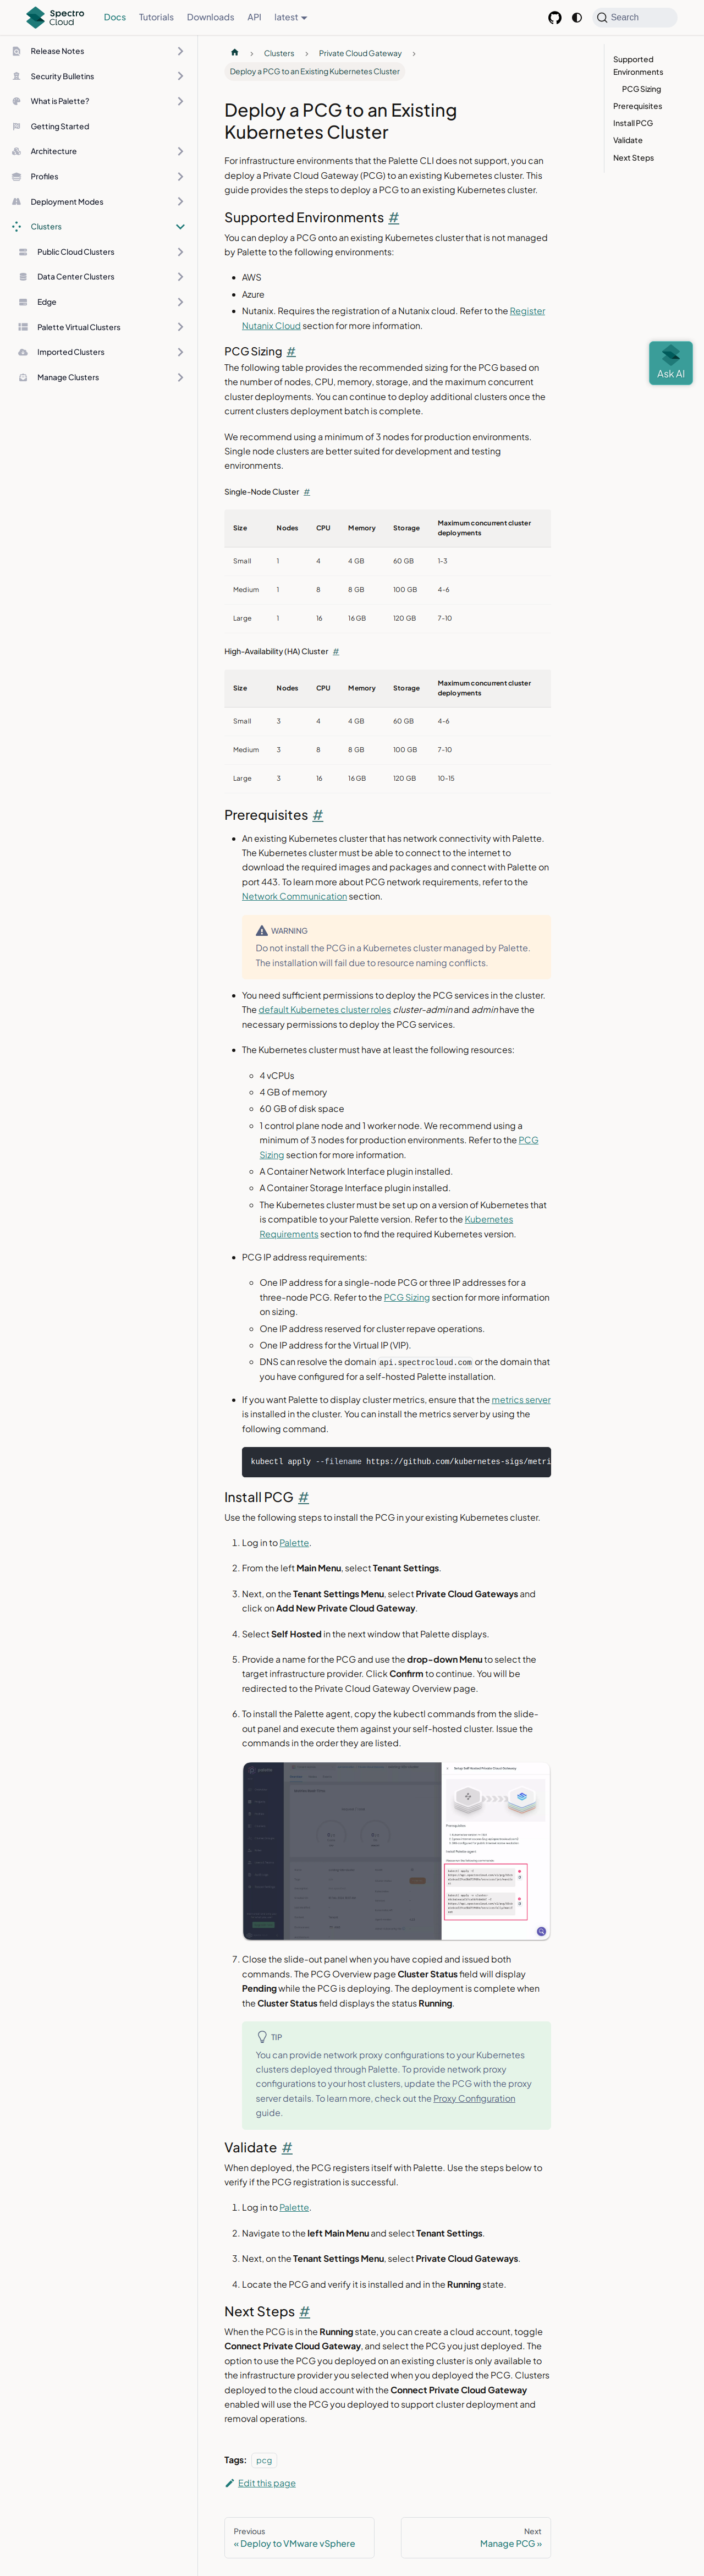 Spectro Cloud
Docs Tutorials Downloads API latest
Search
Release Notes
Security Bulletins
What is Palette?
Getting Started
Architecture
Profiles
Deployment Modes
Clusters
Public Cloud Clusters
Data Center Clusters
Edge
Palette Virtual Clusters
Imported Clusters
Manage Clusters
Clusters › Private Cloud Gateway ›
Deploy a PCG to an Existing Kubernetes Cluster
Deploy a PCG to an Existing
Kubernetes Cluster
For infrastructure environments that the Palette CLI does not support, you can
deploy a Private Cloud Gateway (PCG) to an existing Kubernetes cluster. This
guide provides the steps to deploy a PCG to an existing Kubernetes cluster.
Supported Environments #
You can deploy a PCG onto an existing Kubernetes cluster that is not managed
by Palette to the following environments:
• AWS
• Azure
• Nutanix. Requires the registration of a Nutanix cloud. Refer to the Register
Nutanix Cloud section for more information.
PCG Sizing #
The following table provides the recommended sizing for the PCG based on
the number of nodes, CPU, memory, storage, and the maximum concurrent
cluster deployments. You can continue to deploy additional clusters once the
current clusters deployment batch is complete.
We recommend using a minimum of 3 nodes for production environments.
Single node clusters are better suited for development and testing
environments.
Single-Node Cluster #
Size Nodes CPU Memory Storage Maximum concurrent cluster deployments
Small 1 4 4 GB 60 GB 1-3
Medium 1 8 8 GB 100 GB 4-6
Large 1 16 16 GB 120 GB 7-10
High-Availability (HA) Cluster #
Size Nodes CPU Memory Storage Maximum concurrent cluster deployments
Small 3 4 4 GB 60 GB 4-6
Medium 3 8 8 GB 100 GB 7-10
Large 3 16 16 GB 120 GB 10-15
Prerequisites #
• An existing Kubernetes cluster that has network connectivity with Palette.
The Kubernetes cluster must be able to connect to the internet to
download the required images and packages and connect with Palette on
port 443. To learn more about PCG network requirements, refer to the
Network Communication section.
WARNING
Do not install the PCG in a Kubernetes cluster managed by Palette.
The installation will fail due to resource naming conflicts.
• You need sufficient permissions to deploy the PCG services in the cluster.
The default Kubernetes cluster roles cluster-admin and admin have the
necessary permissions to deploy the PCG services.
• The Kubernetes cluster must have at least the following resources:
◦ 4 vCPUs
◦ 4 GB of memory
◦ 60 GB of disk space
◦ 1 control plane node and 1 worker node. We recommend using a
minimum of 3 nodes for production environments. Refer to the PCG
Sizing section for more information.
◦ A Container Network Interface plugin installed.
◦ A Container Storage Interface plugin installed.
◦ The Kubernetes cluster must be set up on a version of Kubernetes that
is compatible to your Palette version. Refer to the Kubernetes
Requirements section to find the required Kubernetes version.
• PCG IP address requirements:
◦ One IP address for a single-node PCG or three IP addresses for a
three-node PCG. Refer to the PCG Sizing section for more information
on sizing.
◦ One IP address reserved for cluster repave operations.
◦ One IP address for the Virtual IP (VIP).
◦ DNS can resolve the domain api.spectrocloud.com or the domain that
you have configured for a self-hosted Palette installation.
• If you want Palette to display cluster metrics, ensure that the metrics server
is installed in the cluster. You can install the metrics server by using the
following command.
kubectl apply --filename https://github.com/kubernetes-sigs/metri
Install PCG #
Use the following steps to install the PCG in your existing Kubernetes cluster.
1. Log in to Palette.
2. From the left Main Menu, select Tenant Settings.
3. Next, on the Tenant Settings Menu, select Private Cloud Gateways and
click on Add New Private Cloud Gateway.
4. Select Self Hosted in the next window that Palette displays.
5. Provide a name for the PCG and use the drop-down Menu to select the
target infrastructure provider. Click Confirm to continue. You will be
redirected to the Private Cloud Gateway Overview page.
6. To install the Palette agent, copy the kubectl commands from the slide-
out panel and execute them against your self-hosted cluster. Issue the
commands in the order they are listed.
Setup Self Hosted Private Cloud Gateway
Prerequisites
Install Palette agent
7. Close the slide-out panel when you have copied and issued both
commands. The PCG Overview page Cluster Status field will display
Pending while the PCG is deploying. The deployment is complete when
the Cluster Status field displays the status Running.
TIP
You can provide network proxy configurations to your Kubernetes
clusters deployed through Palette. To provide network proxy
configurations to your host clusters, update the PCG with the proxy
server details. To learn more, check out the Proxy Configuration
guide.
Validate #
When deployed, the PCG registers itself with Palette. Use the steps below to
verify if the PCG registration is successful.
1. Log in to Palette.
2. Navigate to the left Main Menu and select Tenant Settings.
3. Next, on the Tenant Settings Menu, select Private Cloud Gateways.
4. Locate the PCG and verify it is installed and in the Running state.
Next Steps #
When the PCG is in the Running state, you can create a cloud account, toggle
Connect Private Cloud Gateway, and select the PCG you just deployed. The
option to use the PCG you deployed on an existing cluster is only available to
the infrastructure provider you selected when you deployed the PCG. Clusters
deployed to the cloud account with the Connect Private Cloud Gateway
enabled will use the PCG you deployed to support cluster deployment and
removal operations.
Tags: pcg
Edit this page
Previous
« Deploy to VMware vSphere
Next
Manage PCG »
Supported
Environments
PCG Sizing
Prerequisites
Install PCG
Validate
Next Steps
Ask AI